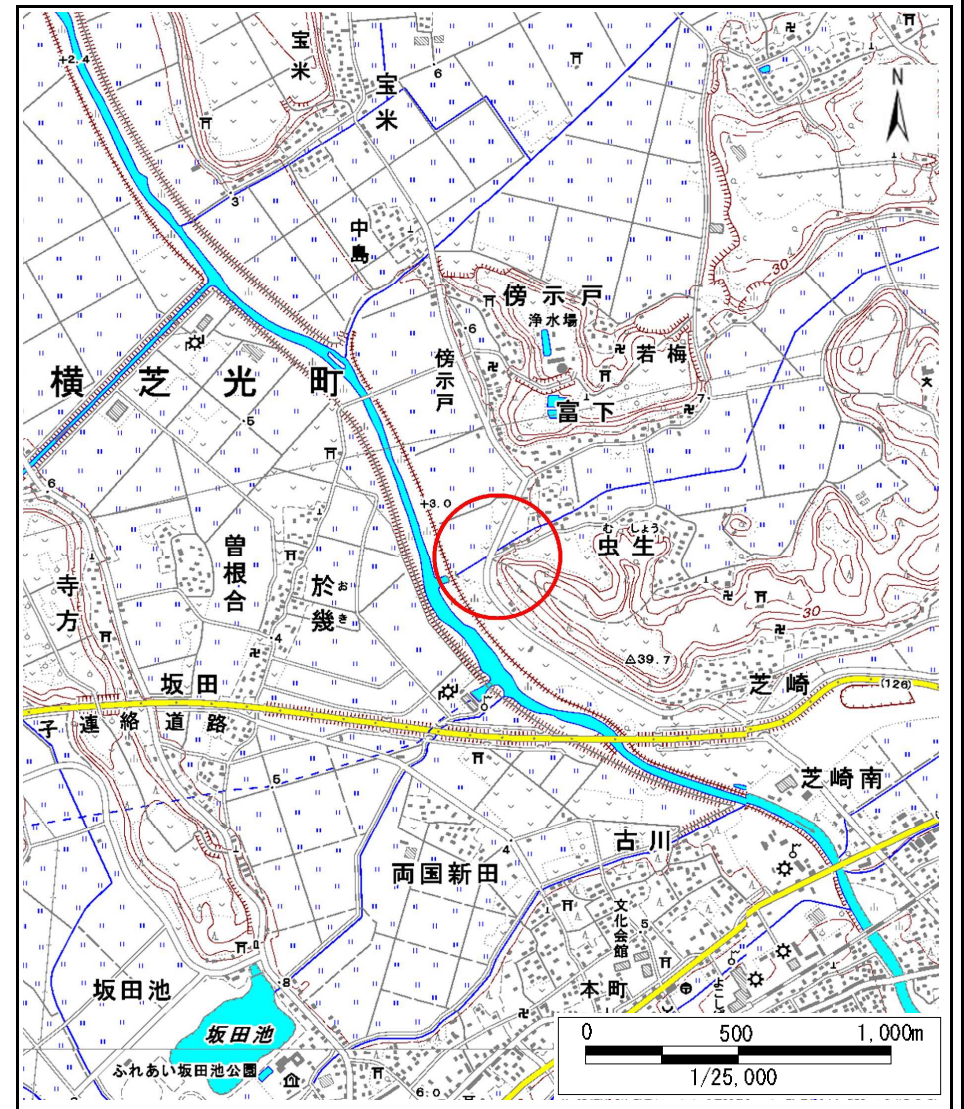 宝米
+2.4
6
宝米
N
3
中島
30
傍示戸
浄水場
6
傍示戸
若梅
横芝光町
富下
7
5
6
+3.0
むしょう
虫生
曽根合
おき
於幾
寺方
30
4
△39.7
坂田
芝崎
(126)
子連絡道路
5
芝崎南
4
古川
両国新田
文化会館
5
8
坂田池
本町
よこし
坂田池
ふれあい坂田池公園
6.0
0 500 1,000m
1/25,000